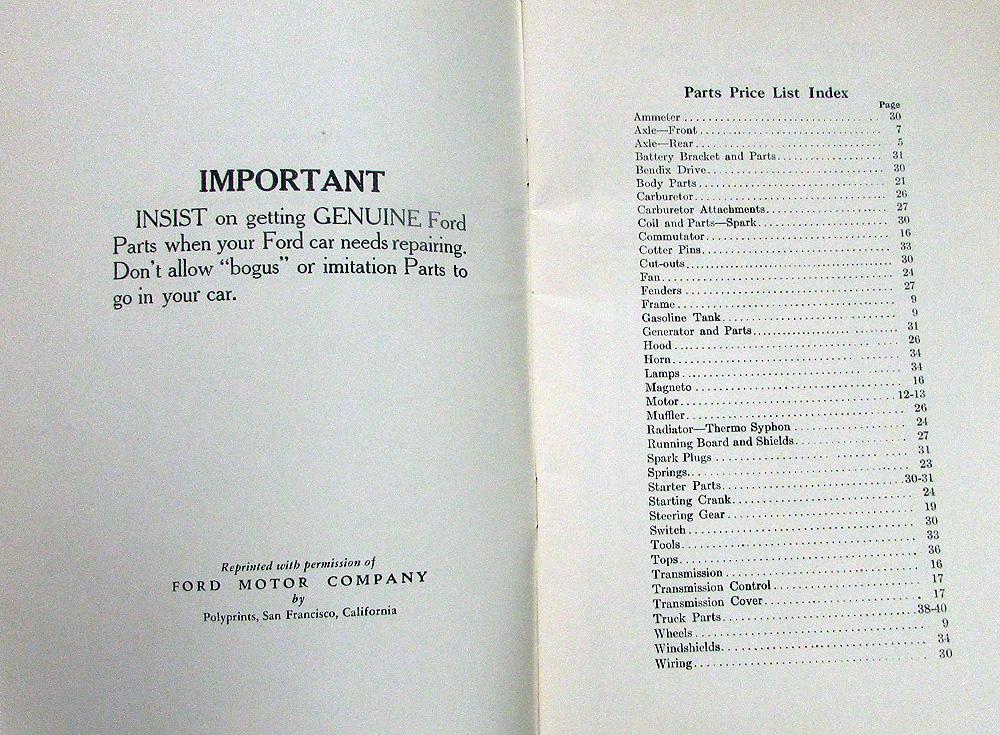 IMPORTANT
INSIST on getting GENUINE Ford
Parts when your Ford car needs repairing.
Don't allow "bogus" or imitation Parts to
go in your car.
Reprinted with permission of
FORD MOTOR COMPANY
by
Polyprints, San Francisco, California
Parts Price List Index
Page
Ammeter 30
Axle—Front 7
Axle—Rear 5
Battery Bracket and Parts 31
Bendix Drive 30
Body Parts 21
Carburetor 26
Carburetor Attachments 27
Coil and Parts—Spark 30
Commutator 16
Cotter Pins 33
Cut-outs 30
Fan 24
Fenders 27
Frame 9
Gasoline Tank 9
Generator and Parts 31
Hood 26
Horn 34
Lamps 34
Magneto 16
Motor 12-13
Muffler 26
Radiator—Thermo Syphon 24
Running Board and Shields 27
Spark Plugs 31
Springs 23
Starter Parts 30-31
Starting Crank 24
Steering Gear 19
Switch 30
Tools 33
Tops 36
Transmission 16
Transmission Control 17
Transmission Cover 17
Truck Parts 38-40
Wheels 9
Windshields 34
Wiring 30